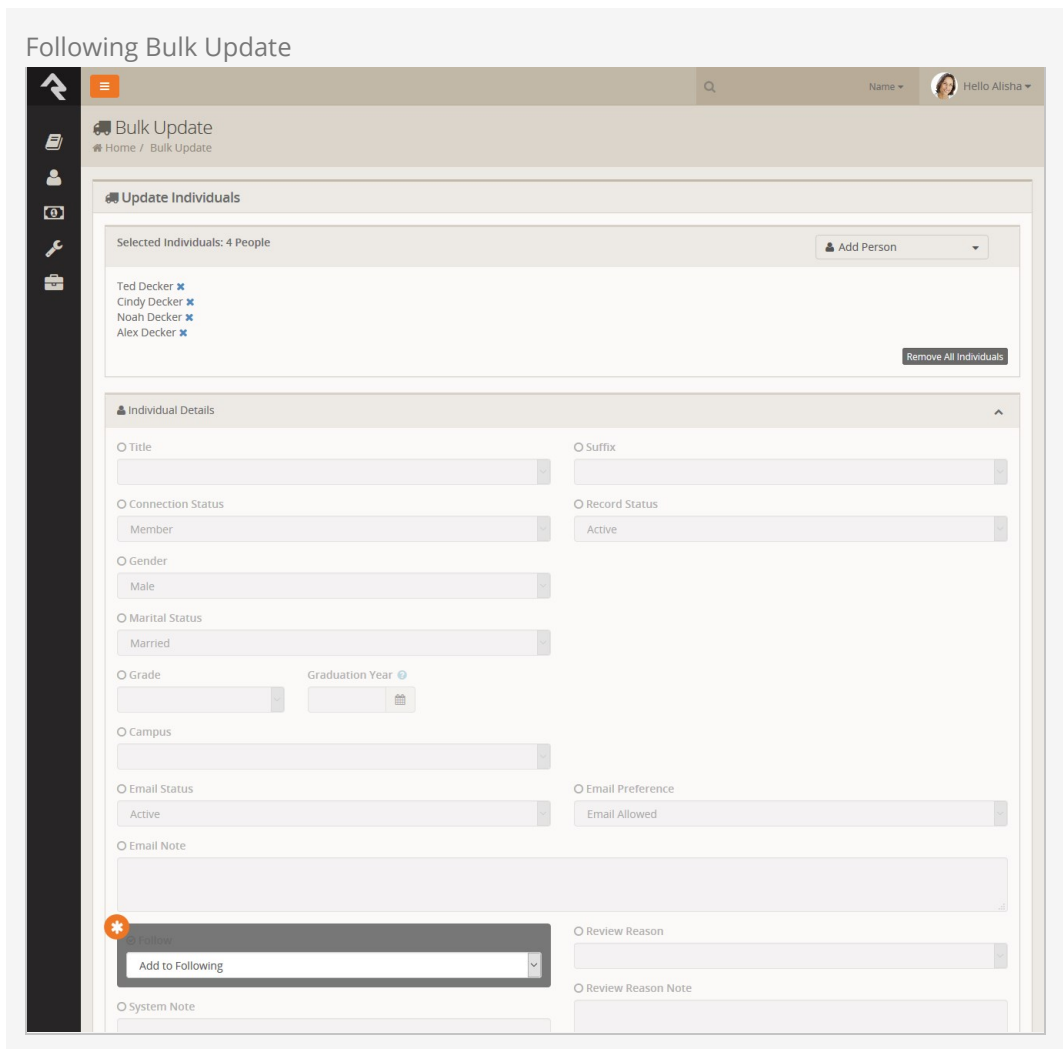 Following Bulk Update
Name
Hello Alisha
Bulk Update
Home / Bulk Update
Update Individuals
Selected Individuals: 4 People
Add Person
Ted Decker
Cindy Decker
Noah Decker
Alex Decker
Remove All Individuals
Individual Details
Title
Suffix
Connection Status
Record Status
Member
Active
Gender
Male
Marital Status
Married
Grade
Graduation Year
Campus
Email Status
Email Preference
Active
Email Allowed
Email Note
Follow
Review Reason
Add to Following
Review Reason Note
System Note